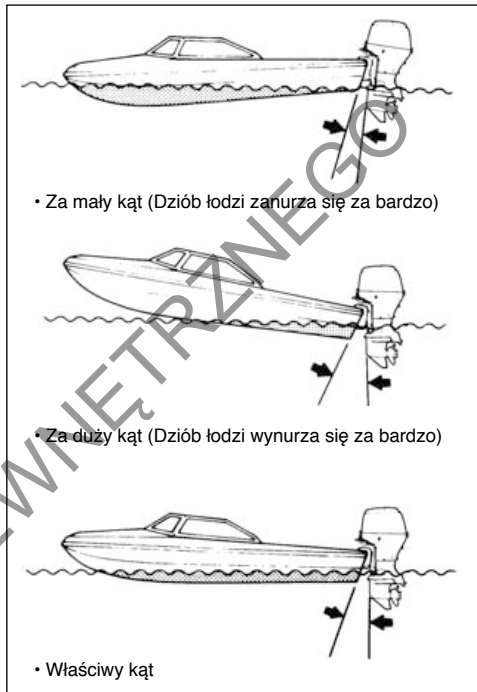 • Za mały kąt (Dziób łodzi zanurza się za bardzo)
• Za duży kąt (Dziób łodzi wynurza się za bardzo)
• Właściwy kąt
EWNĘTRZNEGO